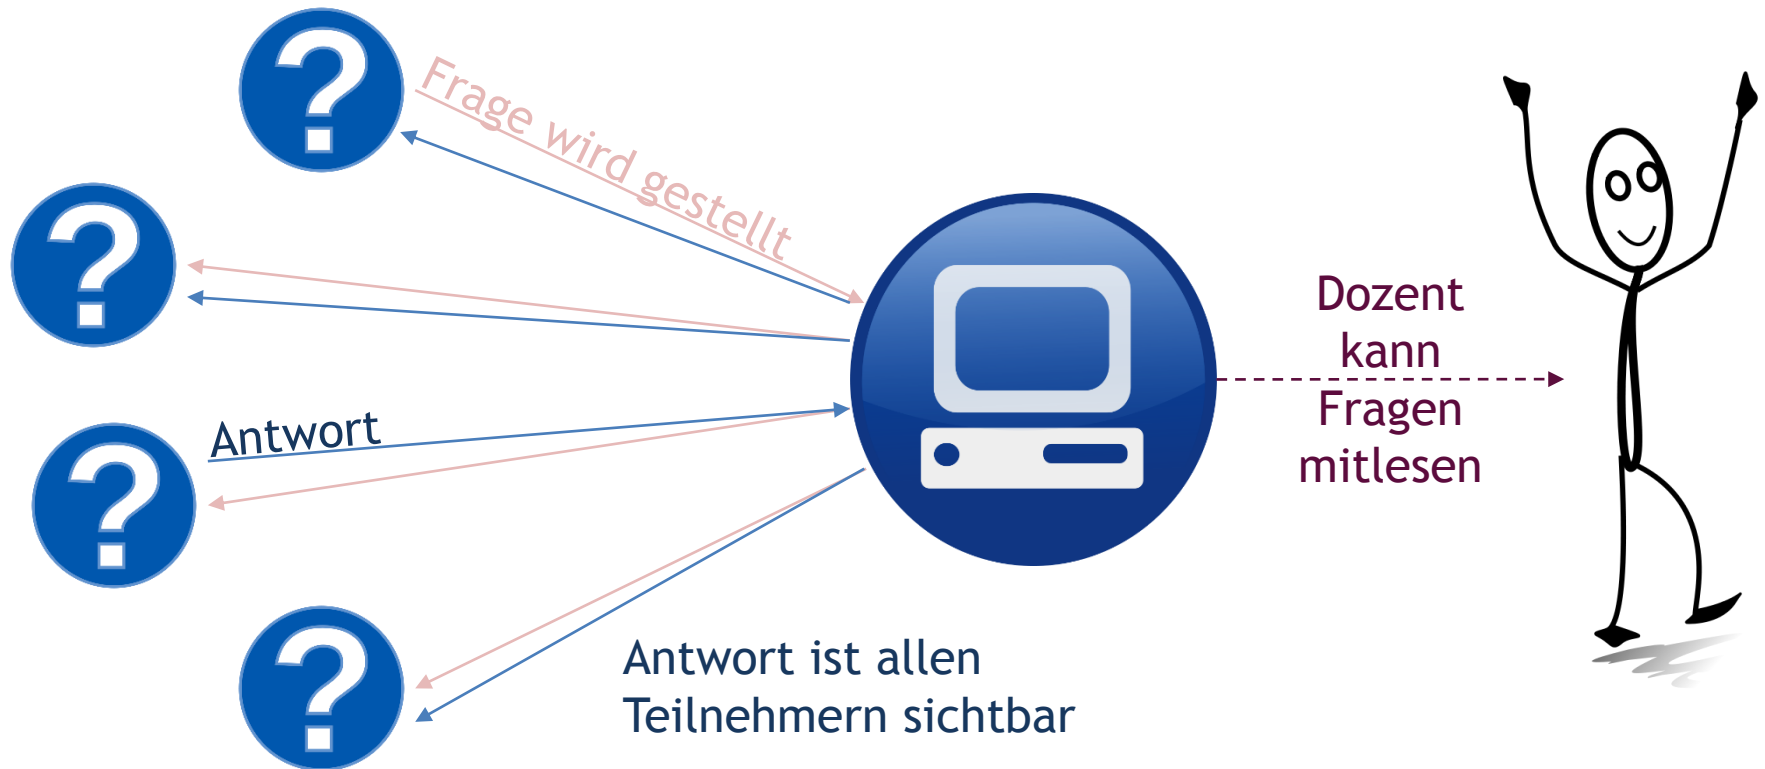 ?
Frage wird gestellt
?
Antwort
?
?
Antwort ist allen
Teilnehmern sichtbar
Dozent
kann
Fragen
mitlesen